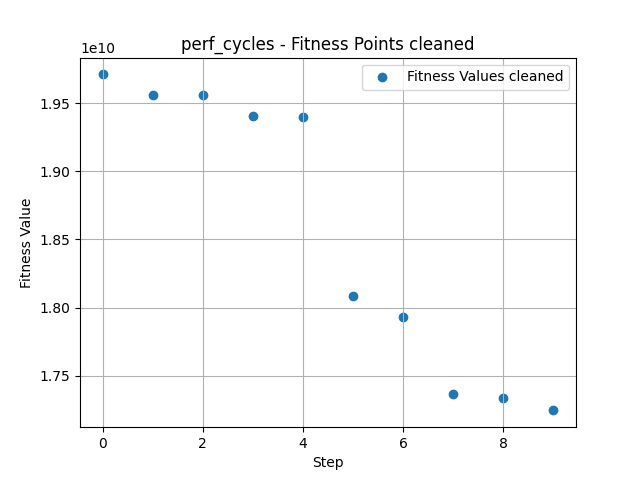 perf_cycles - Fitness Points cleaned
1e10
Fitness Values cleaned
1.95
1.90
1.85
1.80
1.75
Fitness Value
0 2 4 6 8
Step